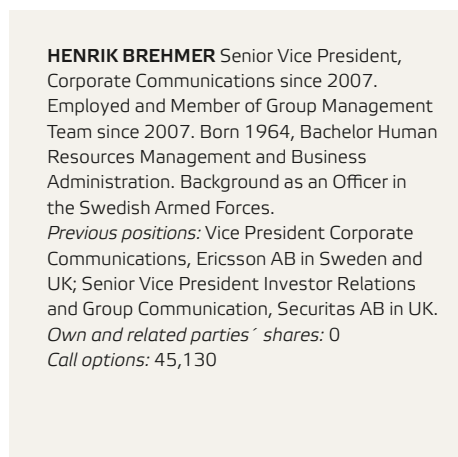 HENRIK BREHMER Senior Vice President,
Corporate Communications since 2007.
Employed and Member of Group Management
Team since 2007. Born 1964, Bachelor Human
Resources Management and Business
Administration. Background as an Officer in
the Swedish Armed Forces.
Previous positions: Vice President Corporate
Communications, Ericsson AB in Sweden and
UK; Senior Vice President Investor Relations
and Group Communication, Securitas AB in UK.
Own and related parties´ shares: 0
Call options: 45,130